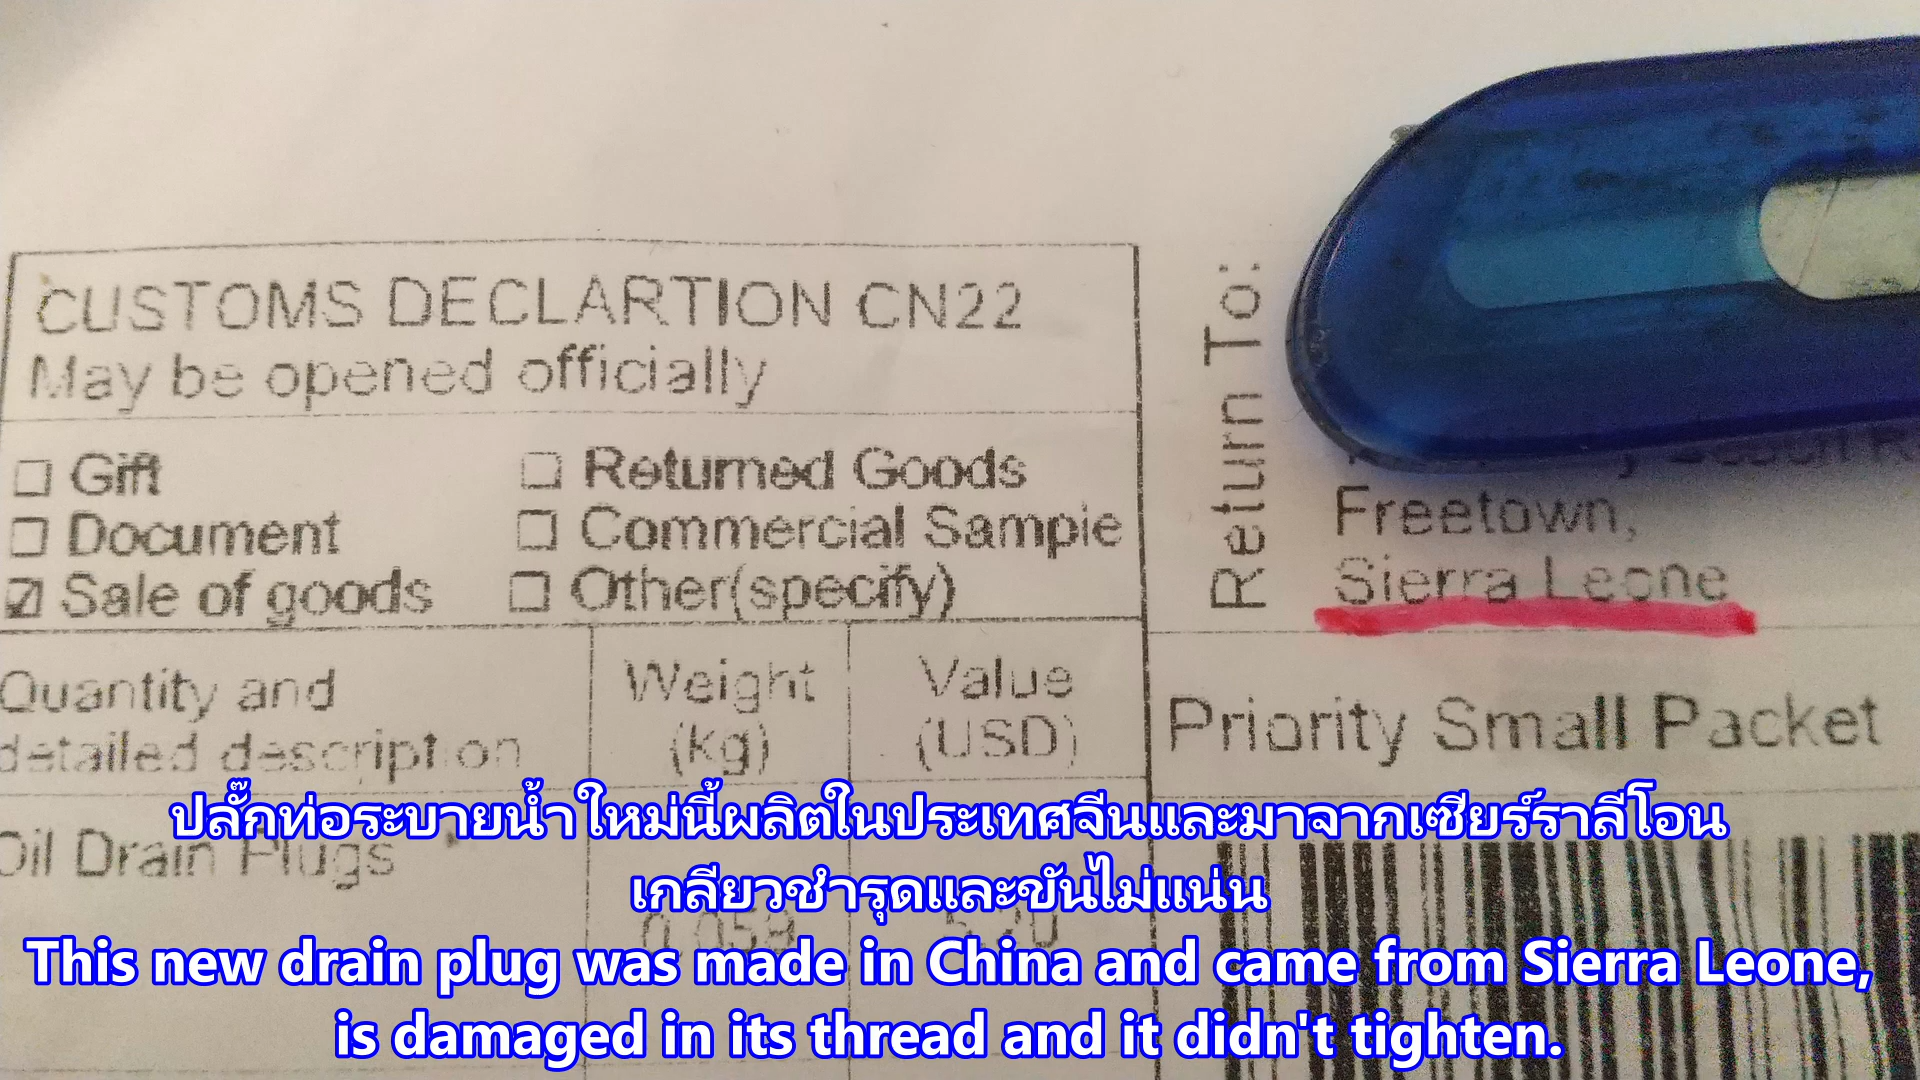 CUSTOMS DECLARTION CN22
May be opened officially
☐ Gift
☐ Returned Goods
☐ Document
☐ Commercial Sample
☑ Sale of goods
☐ Other(specify)
Quantity and
detailed description
Weight
(kg)
Value
(USD)
Oil Drain Plugs
Return To:
Freetown,
Sierra Leone
Priority Small Packet
ปลั๊กท่อระบายน้ำใหม่นี้ผลิตในประเทศจีนและมาจากเซียร์ราลีโอน
เกลียวชำรุดและขันไม่แน่น
This new drain plug was made in China and came from Sierra Leone,
is damaged in its thread and it didn't tighten.